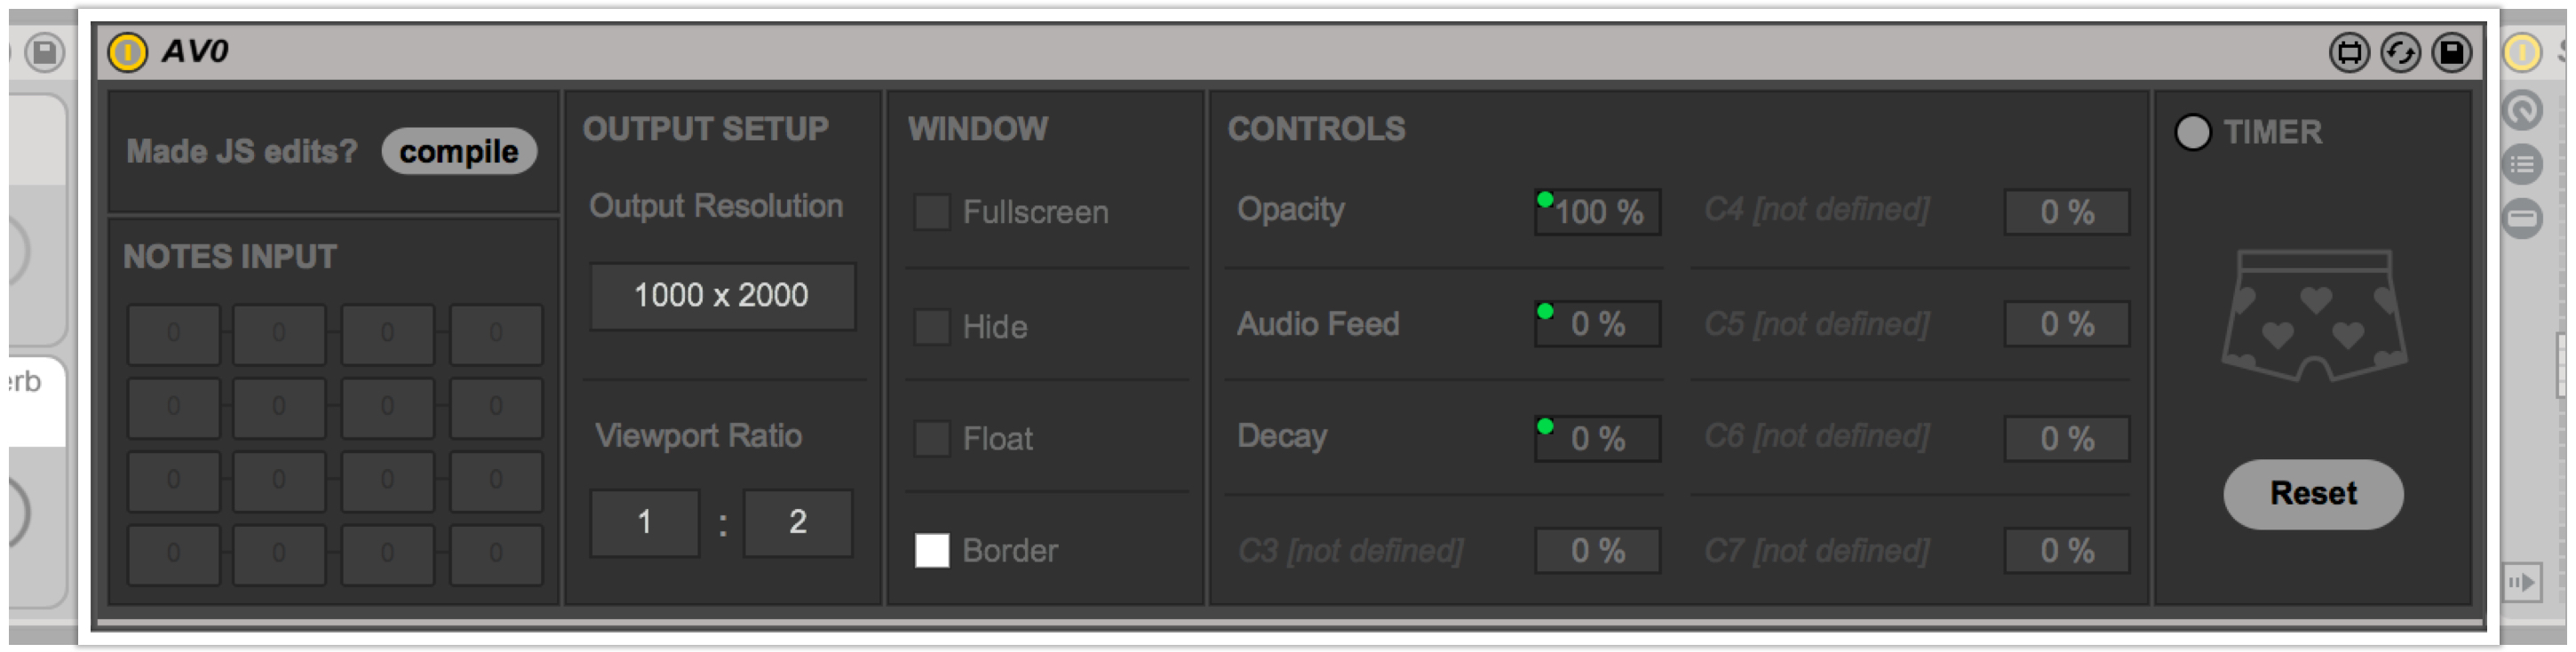 AV0
Made JS edits? compile
NOTES INPUT
0 0 0 0
0 0 0 0
0 0 0 0
0 0 0 0
OUTPUT SETUP
Output Resolution
1000 x 2000
Viewport Ratio
1 : 2
WINDOW
Fullscreen
Hide
Float
Border
CONTROLS
Opacity 100 %
Audio Feed 0 %
Decay 0 %
C3 [not defined] 0 %
C4 [not defined] 0 %
C5 [not defined] 0 %
C6 [not defined] 0 %
C7 [not defined] 0 %
TIMER
Reset
erb